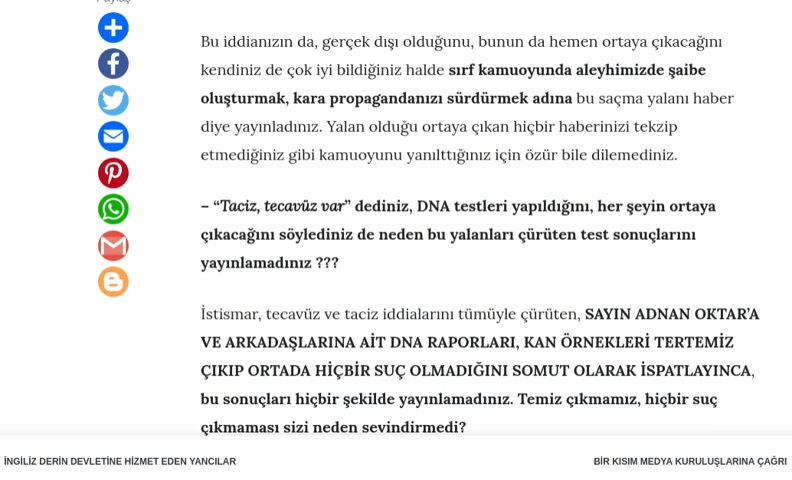 Paylaş
Bu iddianızın da, gerçek dışı olduğunu, bunun da hemen ortaya çıkacağını
kendiniz de çok iyi bildiğiniz halde sırf kamuoyunda aleyhimizde şaibe
oluşturmak, kara propagandanızı sürdürmek adına bu saçma yalanı haber
diye yayınladınız. Yalan olduğu ortaya çıkan hiçbir haberinizi tekzip
etmediğiniz gibi kamuoyunu yanılttığınız için özür bile dilemediniz.
– “Taciz, tecavüz var” dediniz, DNA testleri yapıldığını, her şeyin ortaya
çıkacağını söylediniz de neden bu yalanları çürüten test sonuçlarını
yayınlamadınız ???
İstismar, tecavüz ve taciz iddialarını tümüyle çürüten, SAYIN ADNAN OKTAR’A
VE ARKADAŞLARINA AİT DNA RAPORLARI, KAN ÖRNEKLERİ TERTEMİZ
ÇIKIP ORTADA HİÇBİR SUÇ OLMADIĞINI SOMUT OLARAK İSPATLAYINCA,
bu sonuçları hiçbir şekilde yayınlamadınız. Temiz çıkmamız, hiçbir suç
çıkmaması sizi neden sevindirmedi?
İNGİLİZ DERİN DEVLETİNE HİZMET EDEN YANCILAR
BİR KISIM MEDYA KURULUŞLARINA ÇAĞRI